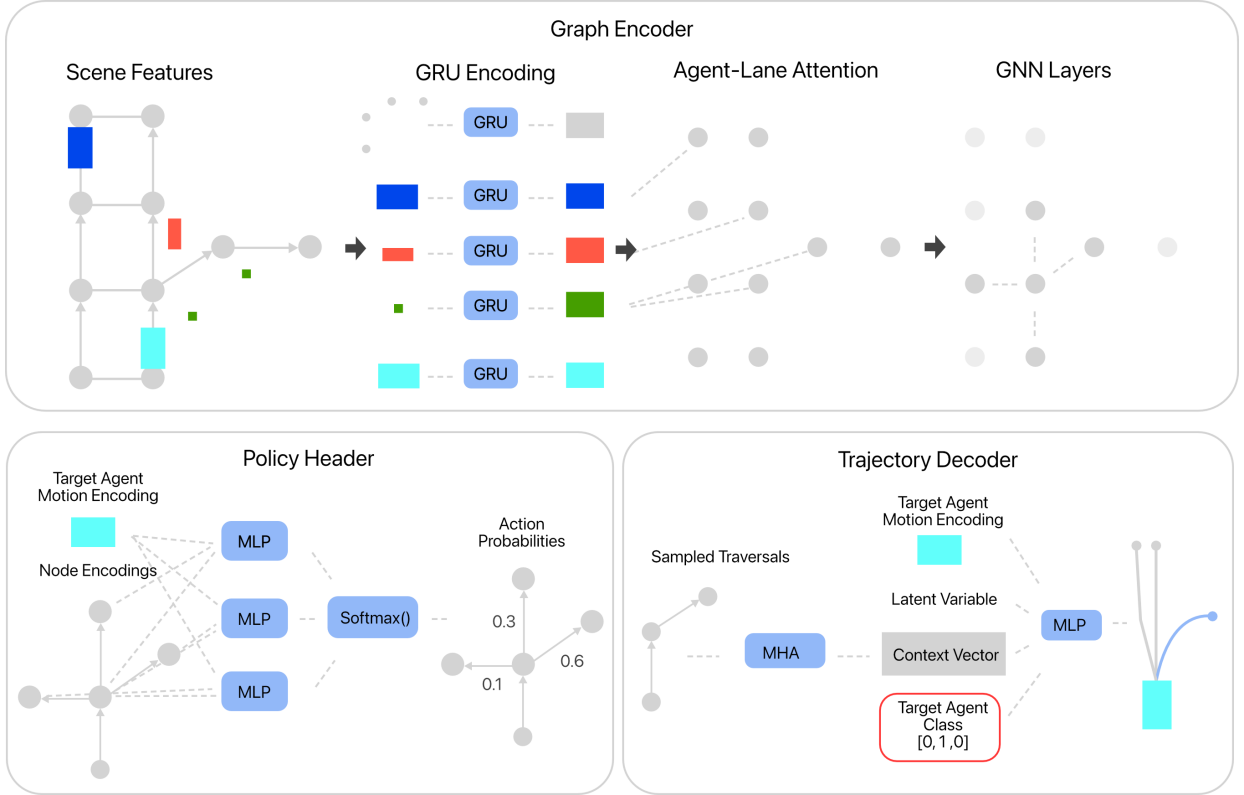 Graph Encoder
Scene Features
GRU Encoding
Agent-Lane Attention
GNN Layers
GRU
GRU
GRU
GRU
GRU
Policy Header
Target Agent
Motion Encoding
Node Encodings
MLP
MLP
MLP
Softmax()
Action
Probabilities
0.3
0.6
0.1
Trajectory Decoder
Sampled Traversals
MHA
Target Agent
Motion Encoding
Latent Variable
Context Vector
Target Agent
Class
[0, 1 ,0]
MLP